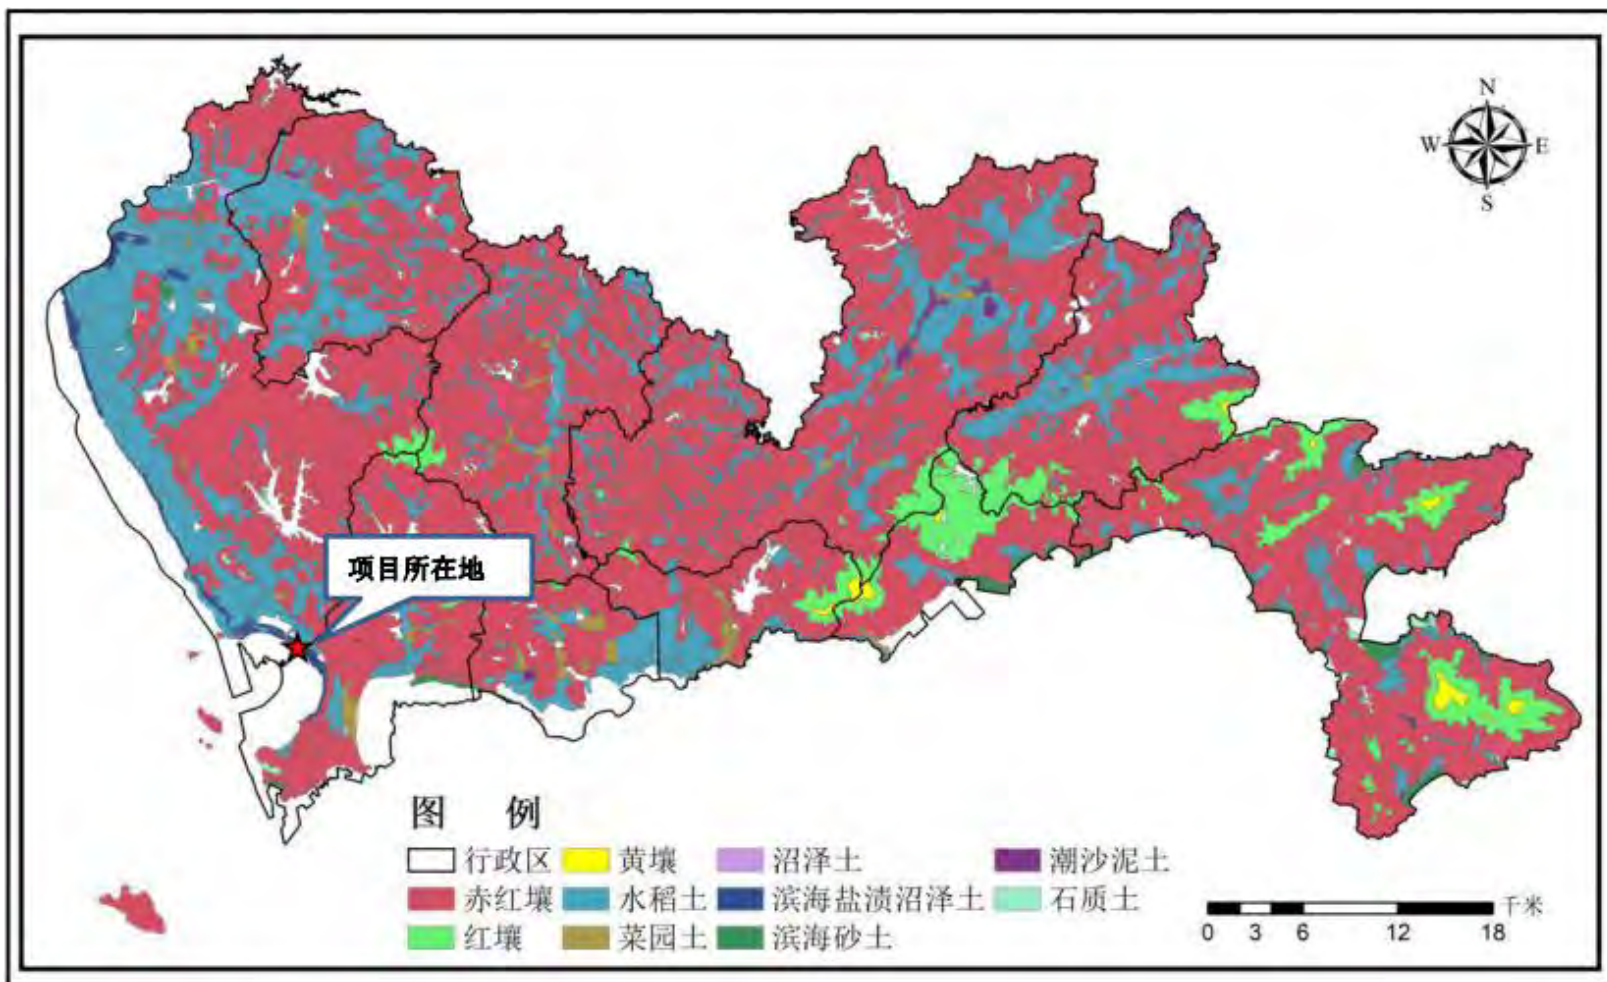 N
W E
S
项目所在地
图 例
行政区 黄壤 沼泽土 潮沙泥土
赤红壤 水稻土 滨海盐渍沼泽土 石质土
红壤 菜园土 滨海砂土
千米
0 3 6 12 18